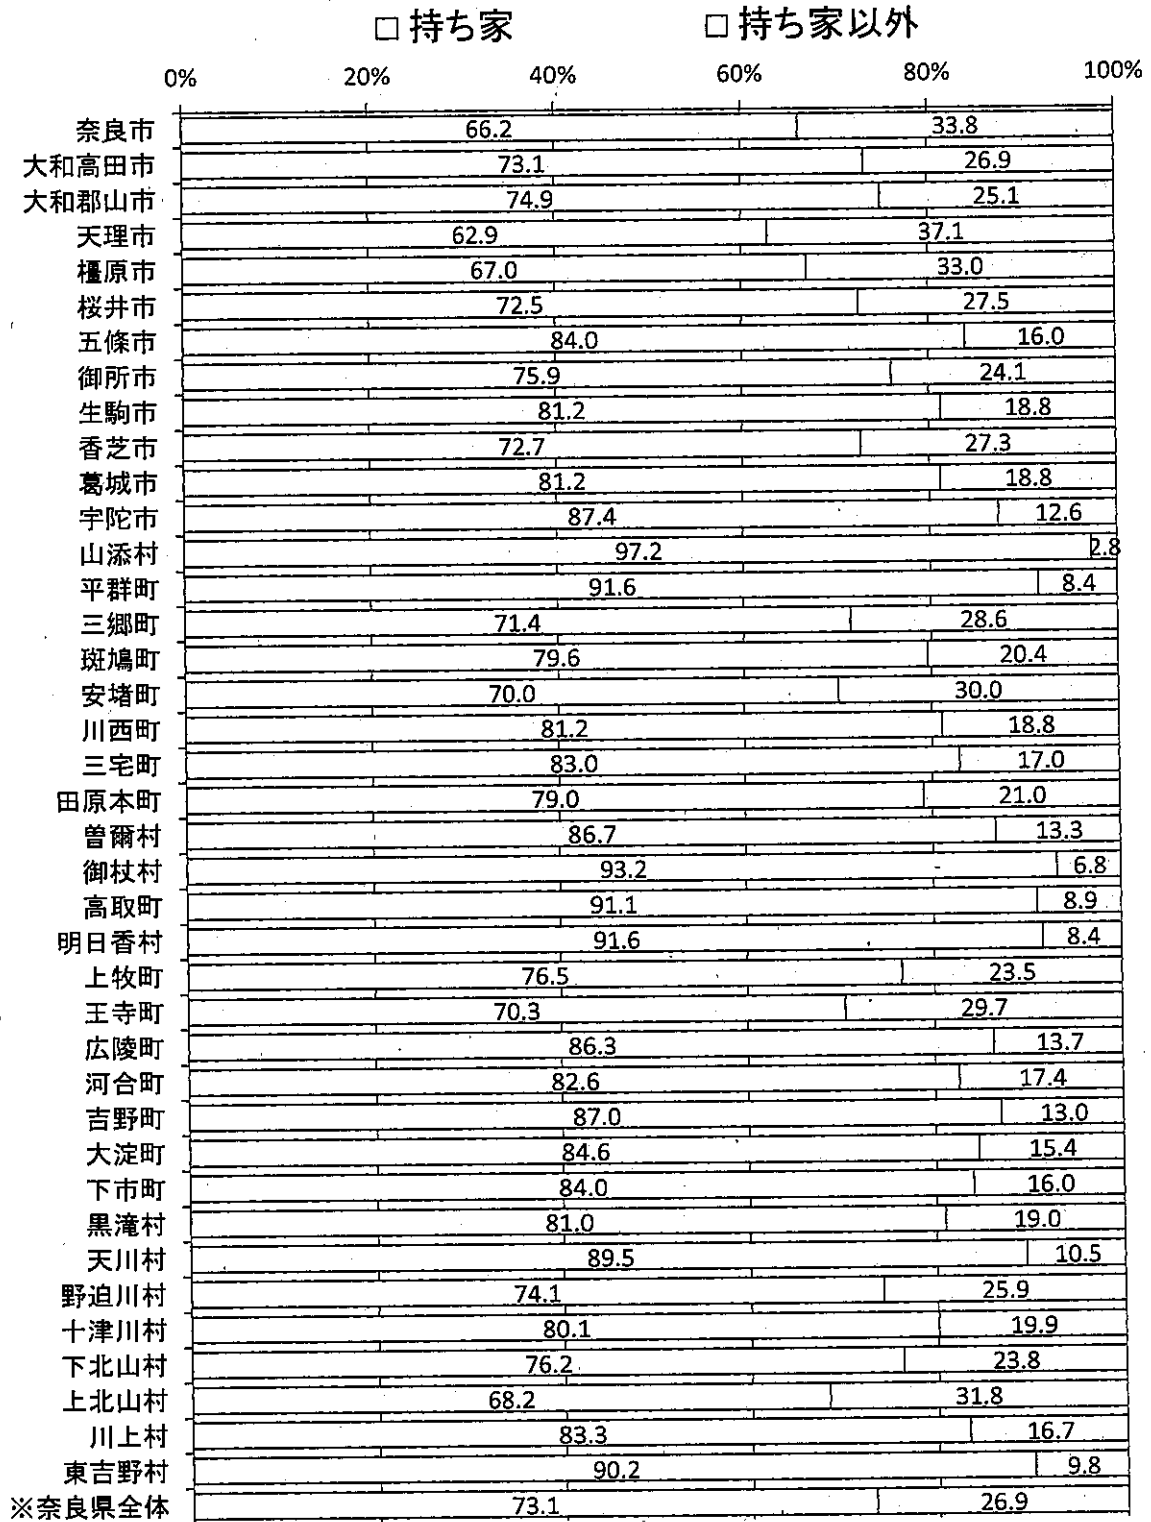 □ 持ち家 □ 持ち家以外
0% 20% 40% 60% 80% 100%
奈良市 66.2 33.8
大和高田市 73.1 26.9
大和郡山市 74.9 25.1
天理市 62.9 37.1
橿原市 67.0 33.0
桜井市 72.5 27.5
五條市 84.0 16.0
御所市 75.9 24.1
生駒市 81.2 18.8
香芝市 72.7 27.3
葛城市 81.2 18.8
宇陀市 87.4 12.6
山添村 97.2 2.8
平群町 91.6 8.4
三郷町 71.4 28.6
斑鳩町 79.6 20.4
安堵町 70.0 30.0
川西町 81.2 18.8
三宅町 83.0 17.0
田原本町 79.0 21.0
曽爾村 86.7 13.3
御杖村 93.2 6.8
高取町 91.1 8.9
明日香村 91.6 8.4
上牧町 76.5 23.5
王寺町 70.3 29.7
広陵町 86.3 13.7
河合町 82.6 17.4
吉野町 87.0 13.0
大淀町 84.6 15.4
下市町 84.0 16.0
黒滝村 81.0 19.0
天川村 89.5 10.5
野迫川村 74.1 25.9
十津川村 80.1 19.9
下北山村 76.2 23.8
上北山村 68.2 31.8
川上村 83.3 16.7
東吉野村 90.2 9.8
※奈良県全体 73.1 26.9